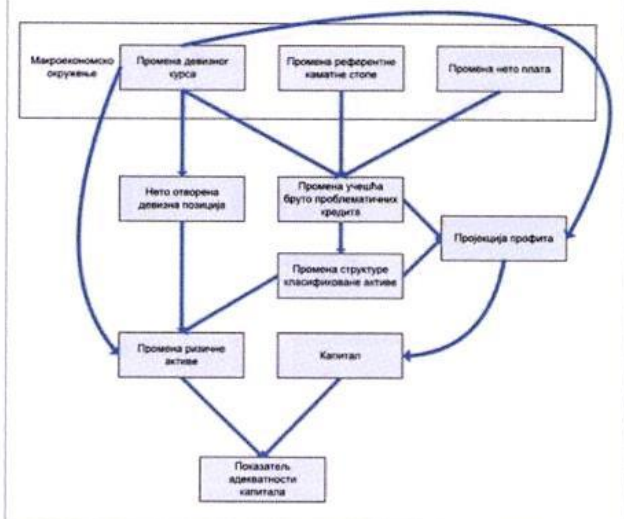 Макроекономско
окружење
Промена девизног
курса
Промена референтне
каматне стопе
Промена нето плата
Нето отворена
девизна позиција
Промена учешћа
бруто проблематичних
кредита
Пројекција профита
Промена структуре
класификоване активе
Промена ризичне
активе
Капитал
Показатељ
адекватности
капитала